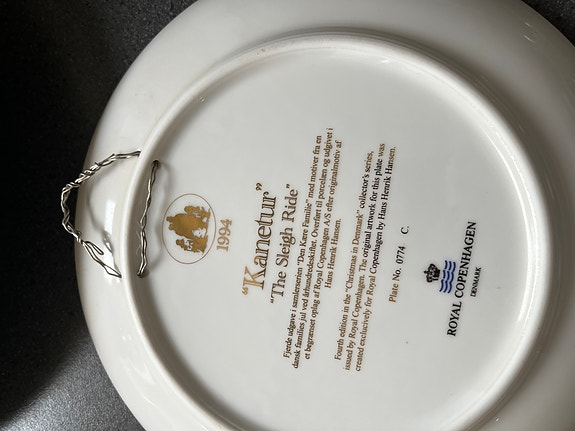 1994
"Kanetur"
"The Sleigh Ride"
Fjerde udgave i samlerserien "Den Kære Familie" med motiver fra en
dansk families jul ved århundredeskiftet. Overført til porcelæn og udgivet i
et begrænset oplag af Royal Copenhagen A/S efter originalmotiv af
Hans Henrik Hansen.
Fourth edition in the "Christmas in Denmark" collector's series,
issued by Royal Copenhagen. The original artwork for this plate was
created exclusively for Royal Copenhagen by Hans Henrik Hansen.
Plate No. 0774 C.
ROYAL COPENHAGEN
DENMARK